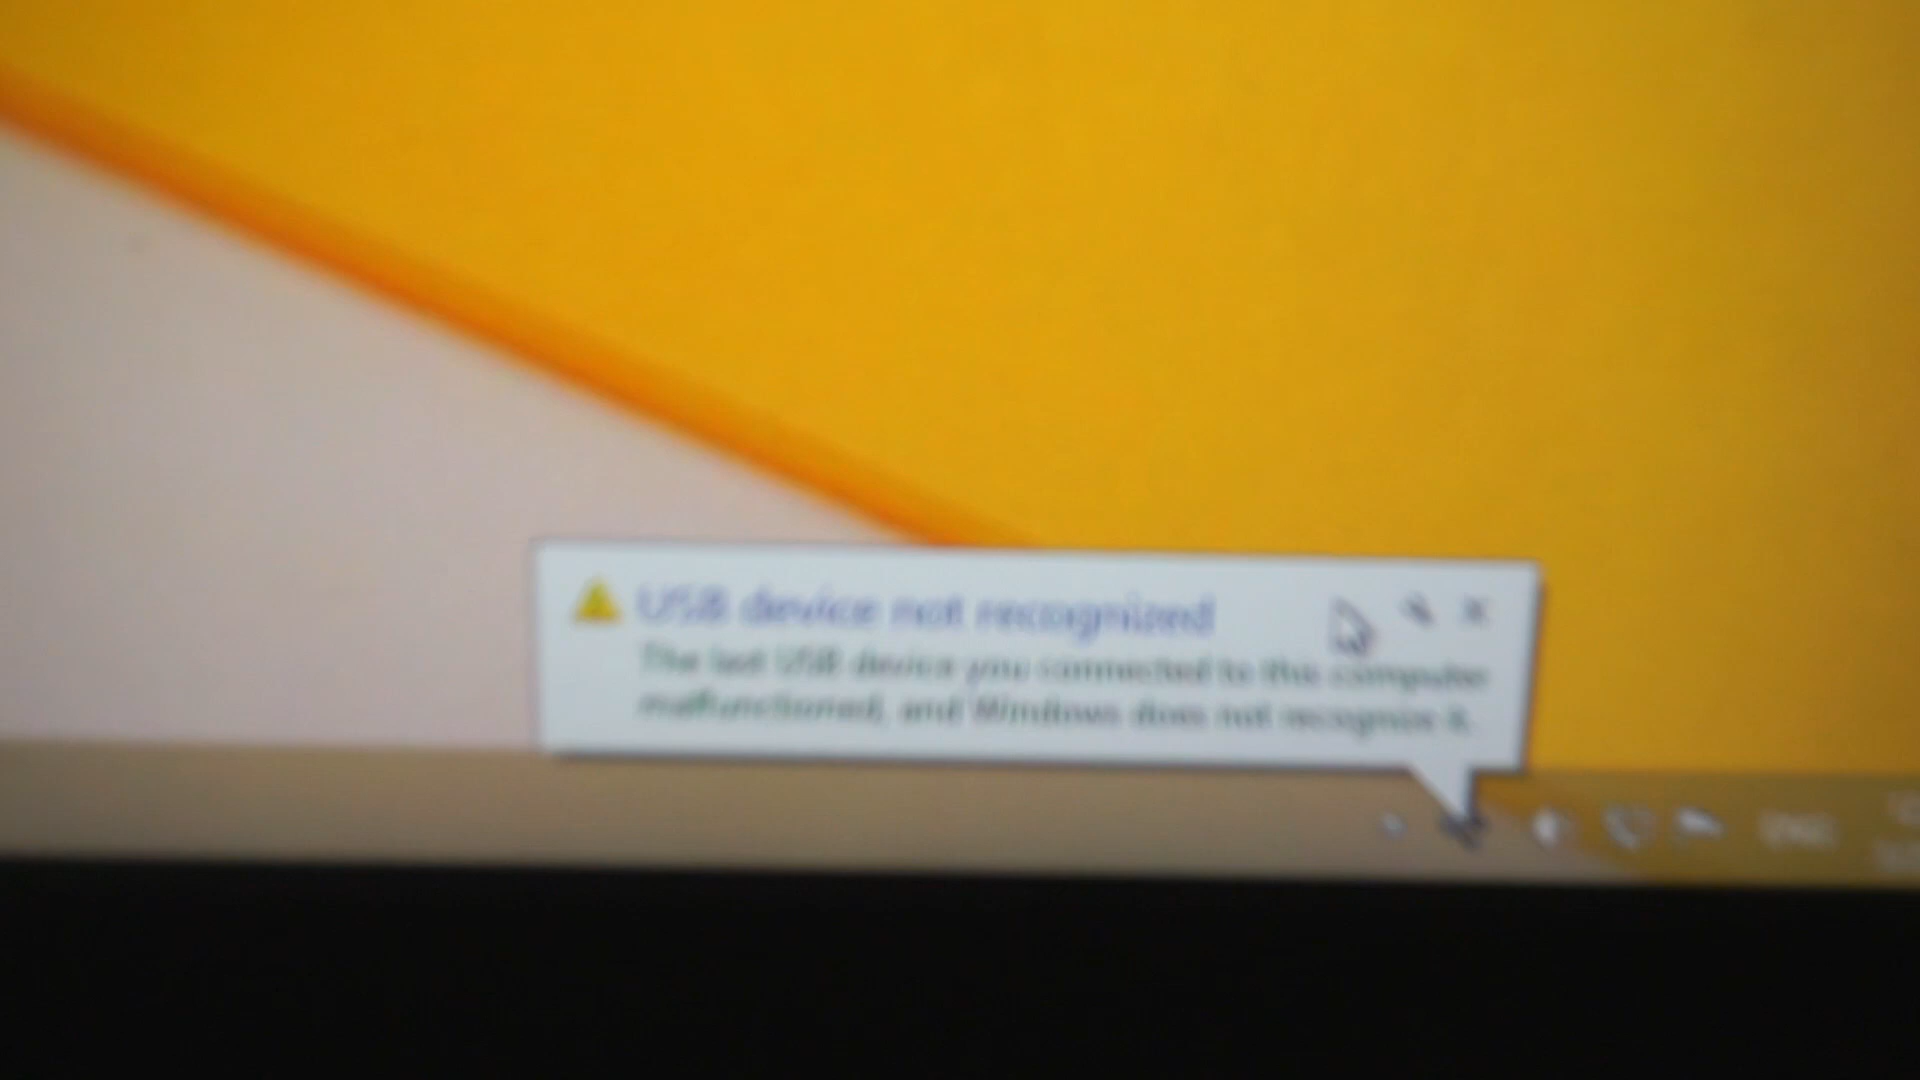 USB device not recognized
The last USB device you connected to this computer
malfunctioned, and Windows does not recognize it.
ENG